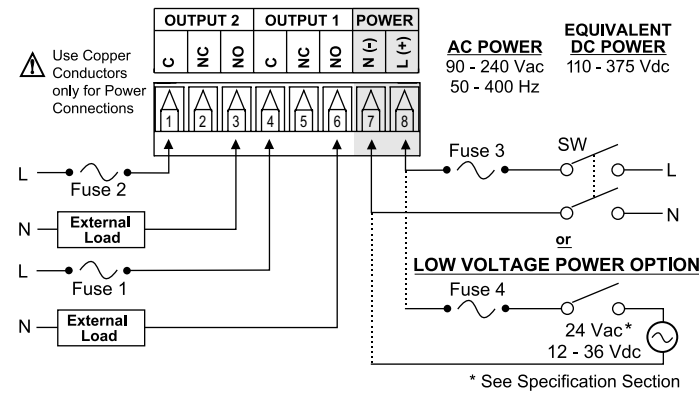 OUTPUT 2 OUTPUT 1 POWER
C NC NO C NC NO N (-) L (+)
1 2 3 4 5 6 7 8
Use Copper
Conductors
only for Power
Connections
AC POWER
90 - 240 Vac
50 - 400 Hz
EQUIVALENT
DC POWER
110 - 375 Vdc
L
Fuse 2
N
External
Load
L
Fuse 1
N
External
Load
Fuse 3
SW
L
N
or
LOW VOLTAGE POWER OPTION
Fuse 4
24 Vac*
12 - 36 Vdc
* See Specification Section